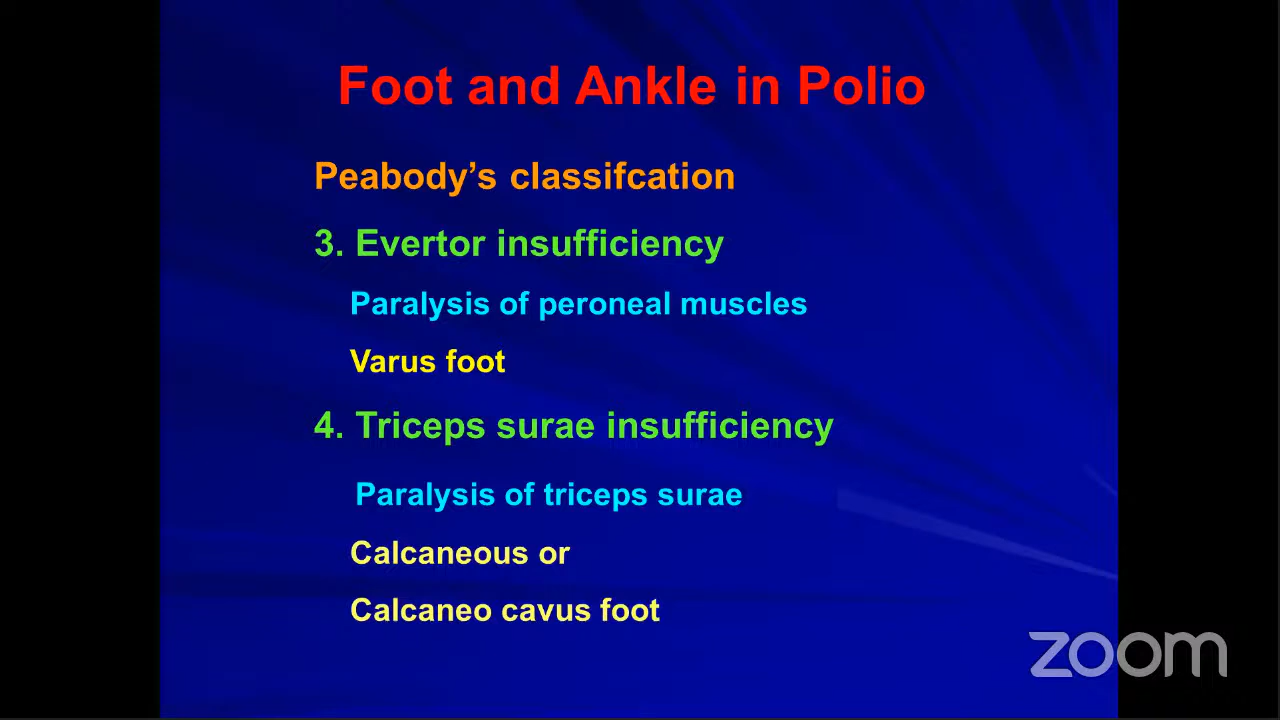 Foot and Ankle in Polio
Peabody’s classifcation
3. Evertor insufficiency
Paralysis of peroneal muscles
Varus foot
4. Triceps surae insufficiency
Paralysis of triceps surae
Calcaneous or
Calcaneo cavus foot
zoom